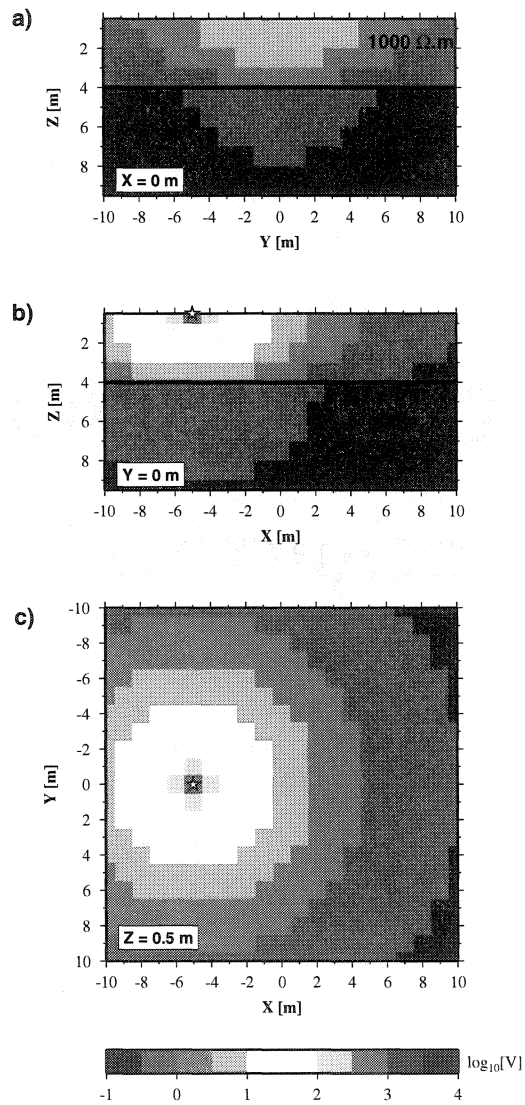 a)
1000 Ω.m
2
4
6
8
Z [m]
X = 0 m
-10 -8 -6 -4 -2 0 2 4 6 8 10
Y [m]
b)
2
4
6
8
Z [m]
Y = 0 m
-10 -8 -6 -4 -2 0 2 4 6 8 10
X [m]
c)
-10
-8
-6
-4
-2
0
2
4
6
8
10
Y [m]
Z = 0.5 m
-10 -8 -6 -4 -2 0 2 4 6 8 10
X [m]
log10[V]
-1 0 1 2 3 4